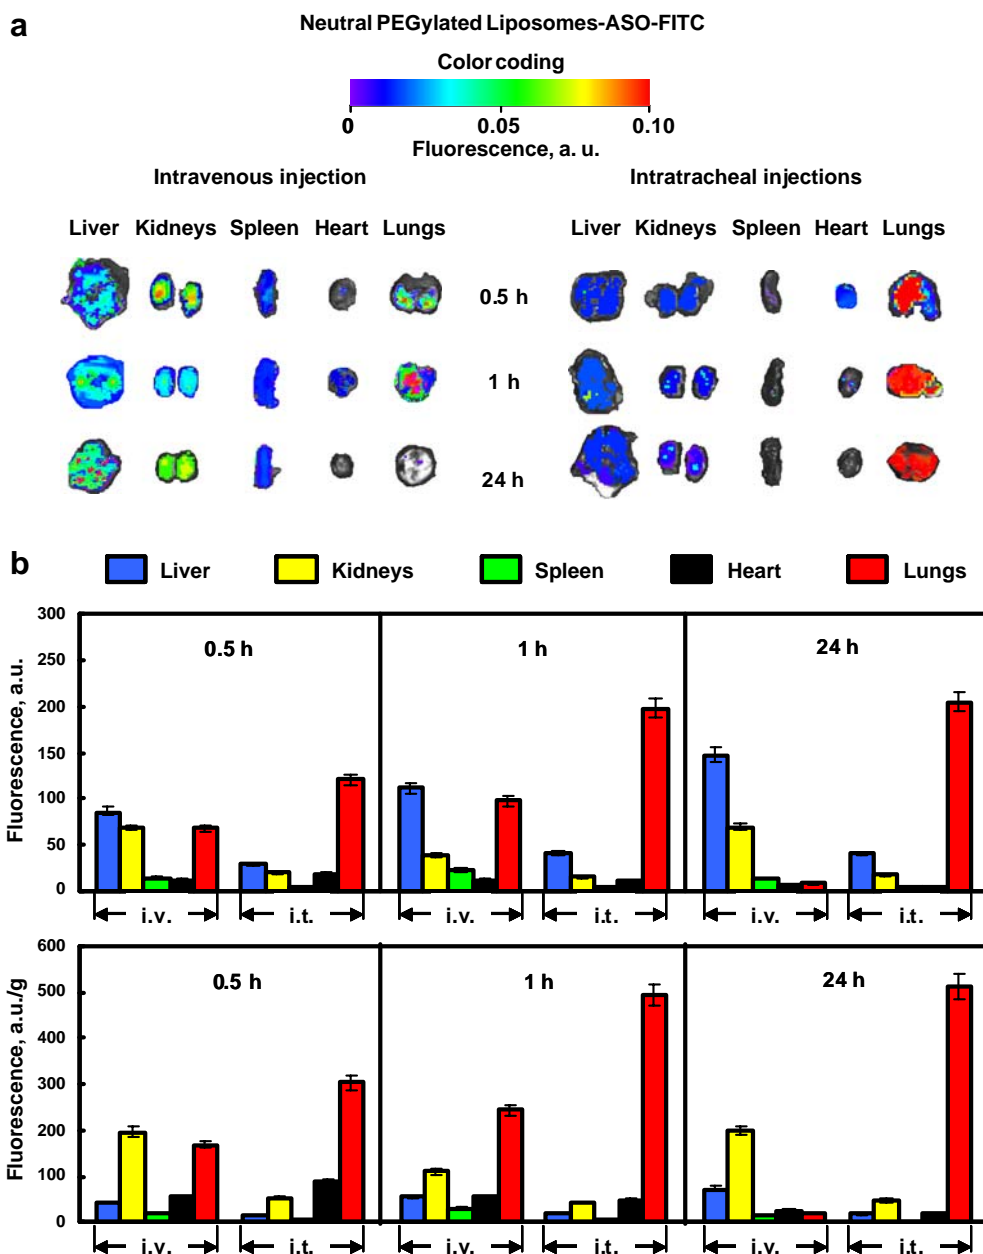 a
Neutral PEGylated Liposomes-ASO-FITC
Color coding
0 0.05 0.10
Fluorescence, a. u.
Intravenous injection Intratracheal injections
Liver Kidneys Spleen Heart Lungs Liver Kidneys Spleen Heart Lungs
0.5 h
1 h
24 h
b
Liver Kidneys Spleen Heart Lungs
Fluorescence, a.u.
300
250
200
150
100
50
0
0.5 h 1 h 24 h
i.v. i.t. i.v. i.t. i.v. i.t.
Fluorescence, a.u./g
600
500
400
300
200
100
0
0.5 h 1 h 24 h
i.v. i.t. i.v. i.t. i.v. i.t.